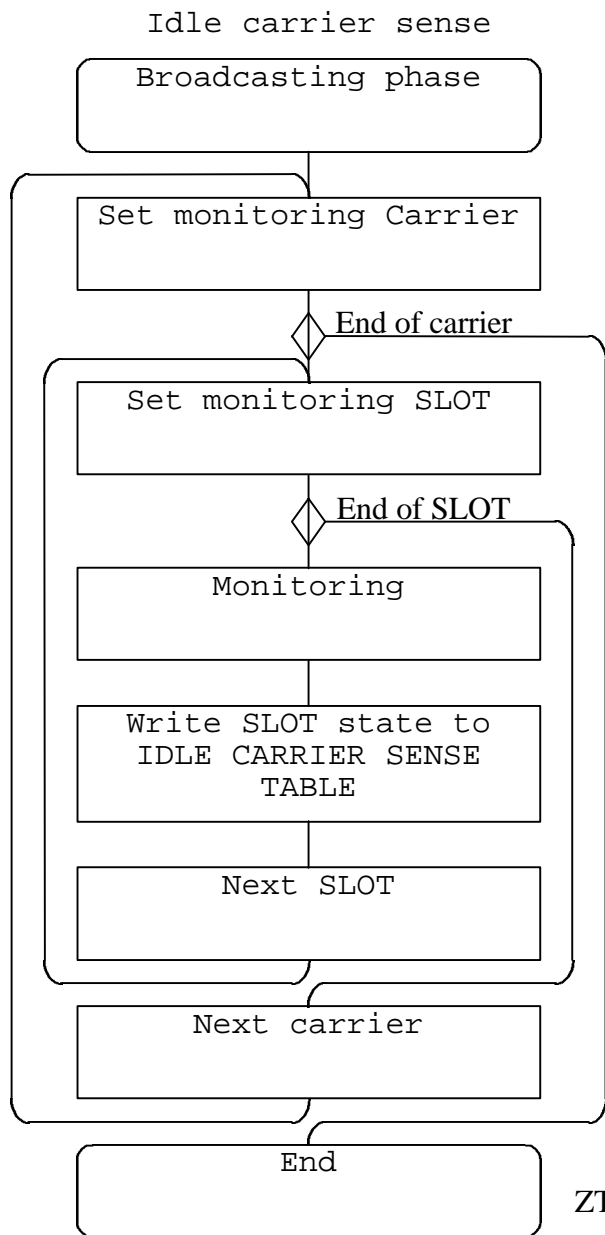 Idle carrier sense
Broadcasting phase
Set monitoring Carrier
End of carrier
Set monitoring SLOT
End of SLOT
Monitoring
Write SLOT state to
IDLE CARRIER SENSE
TABLE
Next SLOT
Next carrier
End
ZT